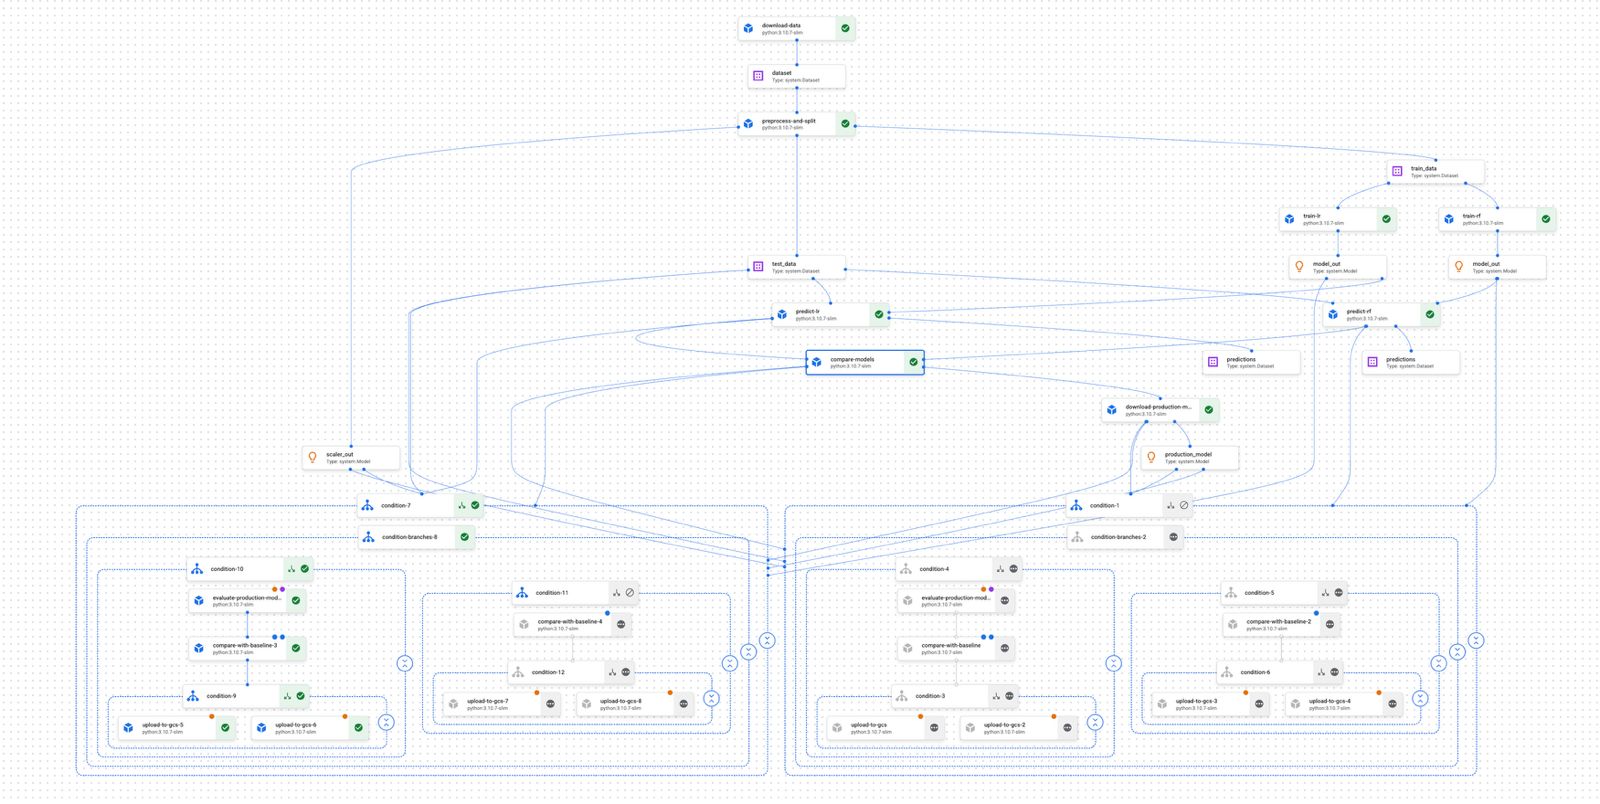 download-data
python:3.10.7-slim
dataset
Type: system.Dataset
preprocess-and-split
python:3.10.7-slim
train_data
Type: system.Dataset
train-lr
python:3.10.7-slim
train-rf
python:3.10.7-slim
test_data
Type: system.Dataset
model_out
Type: system.Model
model_out
Type: system.Model
predict-lr
python:3.10.7-slim
predict-rf
python:3.10.7-slim
compare-models
python:3.10.7-slim
predictions
Type: system.Dataset
predictions
Type: system.Dataset
download-production-m...
python:3.10.7-slim
scaler_out
Type: system.Model
production_model
Type: system.Model
condition-7
condition-branches-8
condition-10
evaluate-production-mod...
python:3.10.7-slim
compare-with-baseline-3
python:3.10.7-slim
condition-9
upload-to-gcs-5
python:3.10.7-slim
upload-to-gcs-6
python:3.10.7-slim
condition-11
compare-with-baseline-4
python:3.10.7-slim
condition-12
upload-to-gcs-7
python:3.10.7-slim
upload-to-gcs-8
python:3.10.7-slim
condition-1
condition-branches-2
condition-4
evaluate-production-mod...
python:3.10.7-slim
compare-with-baseline
python:3.10.7-slim
condition-3
upload-to-gcs
python:3.10.7-slim
upload-to-gcs-2
python:3.10.7-slim
condition-5
compare-with-baseline-2
python:3.10.7-slim
condition-6
upload-to-gcs-3
python:3.10.7-slim
upload-to-gcs-4
python:3.10.7-slim